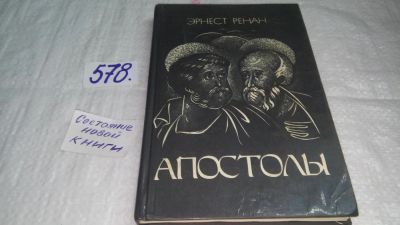 578.
Состояние
новой
книги
ЭРНЕСТ РЕНАН
АПОСТОЛЫ